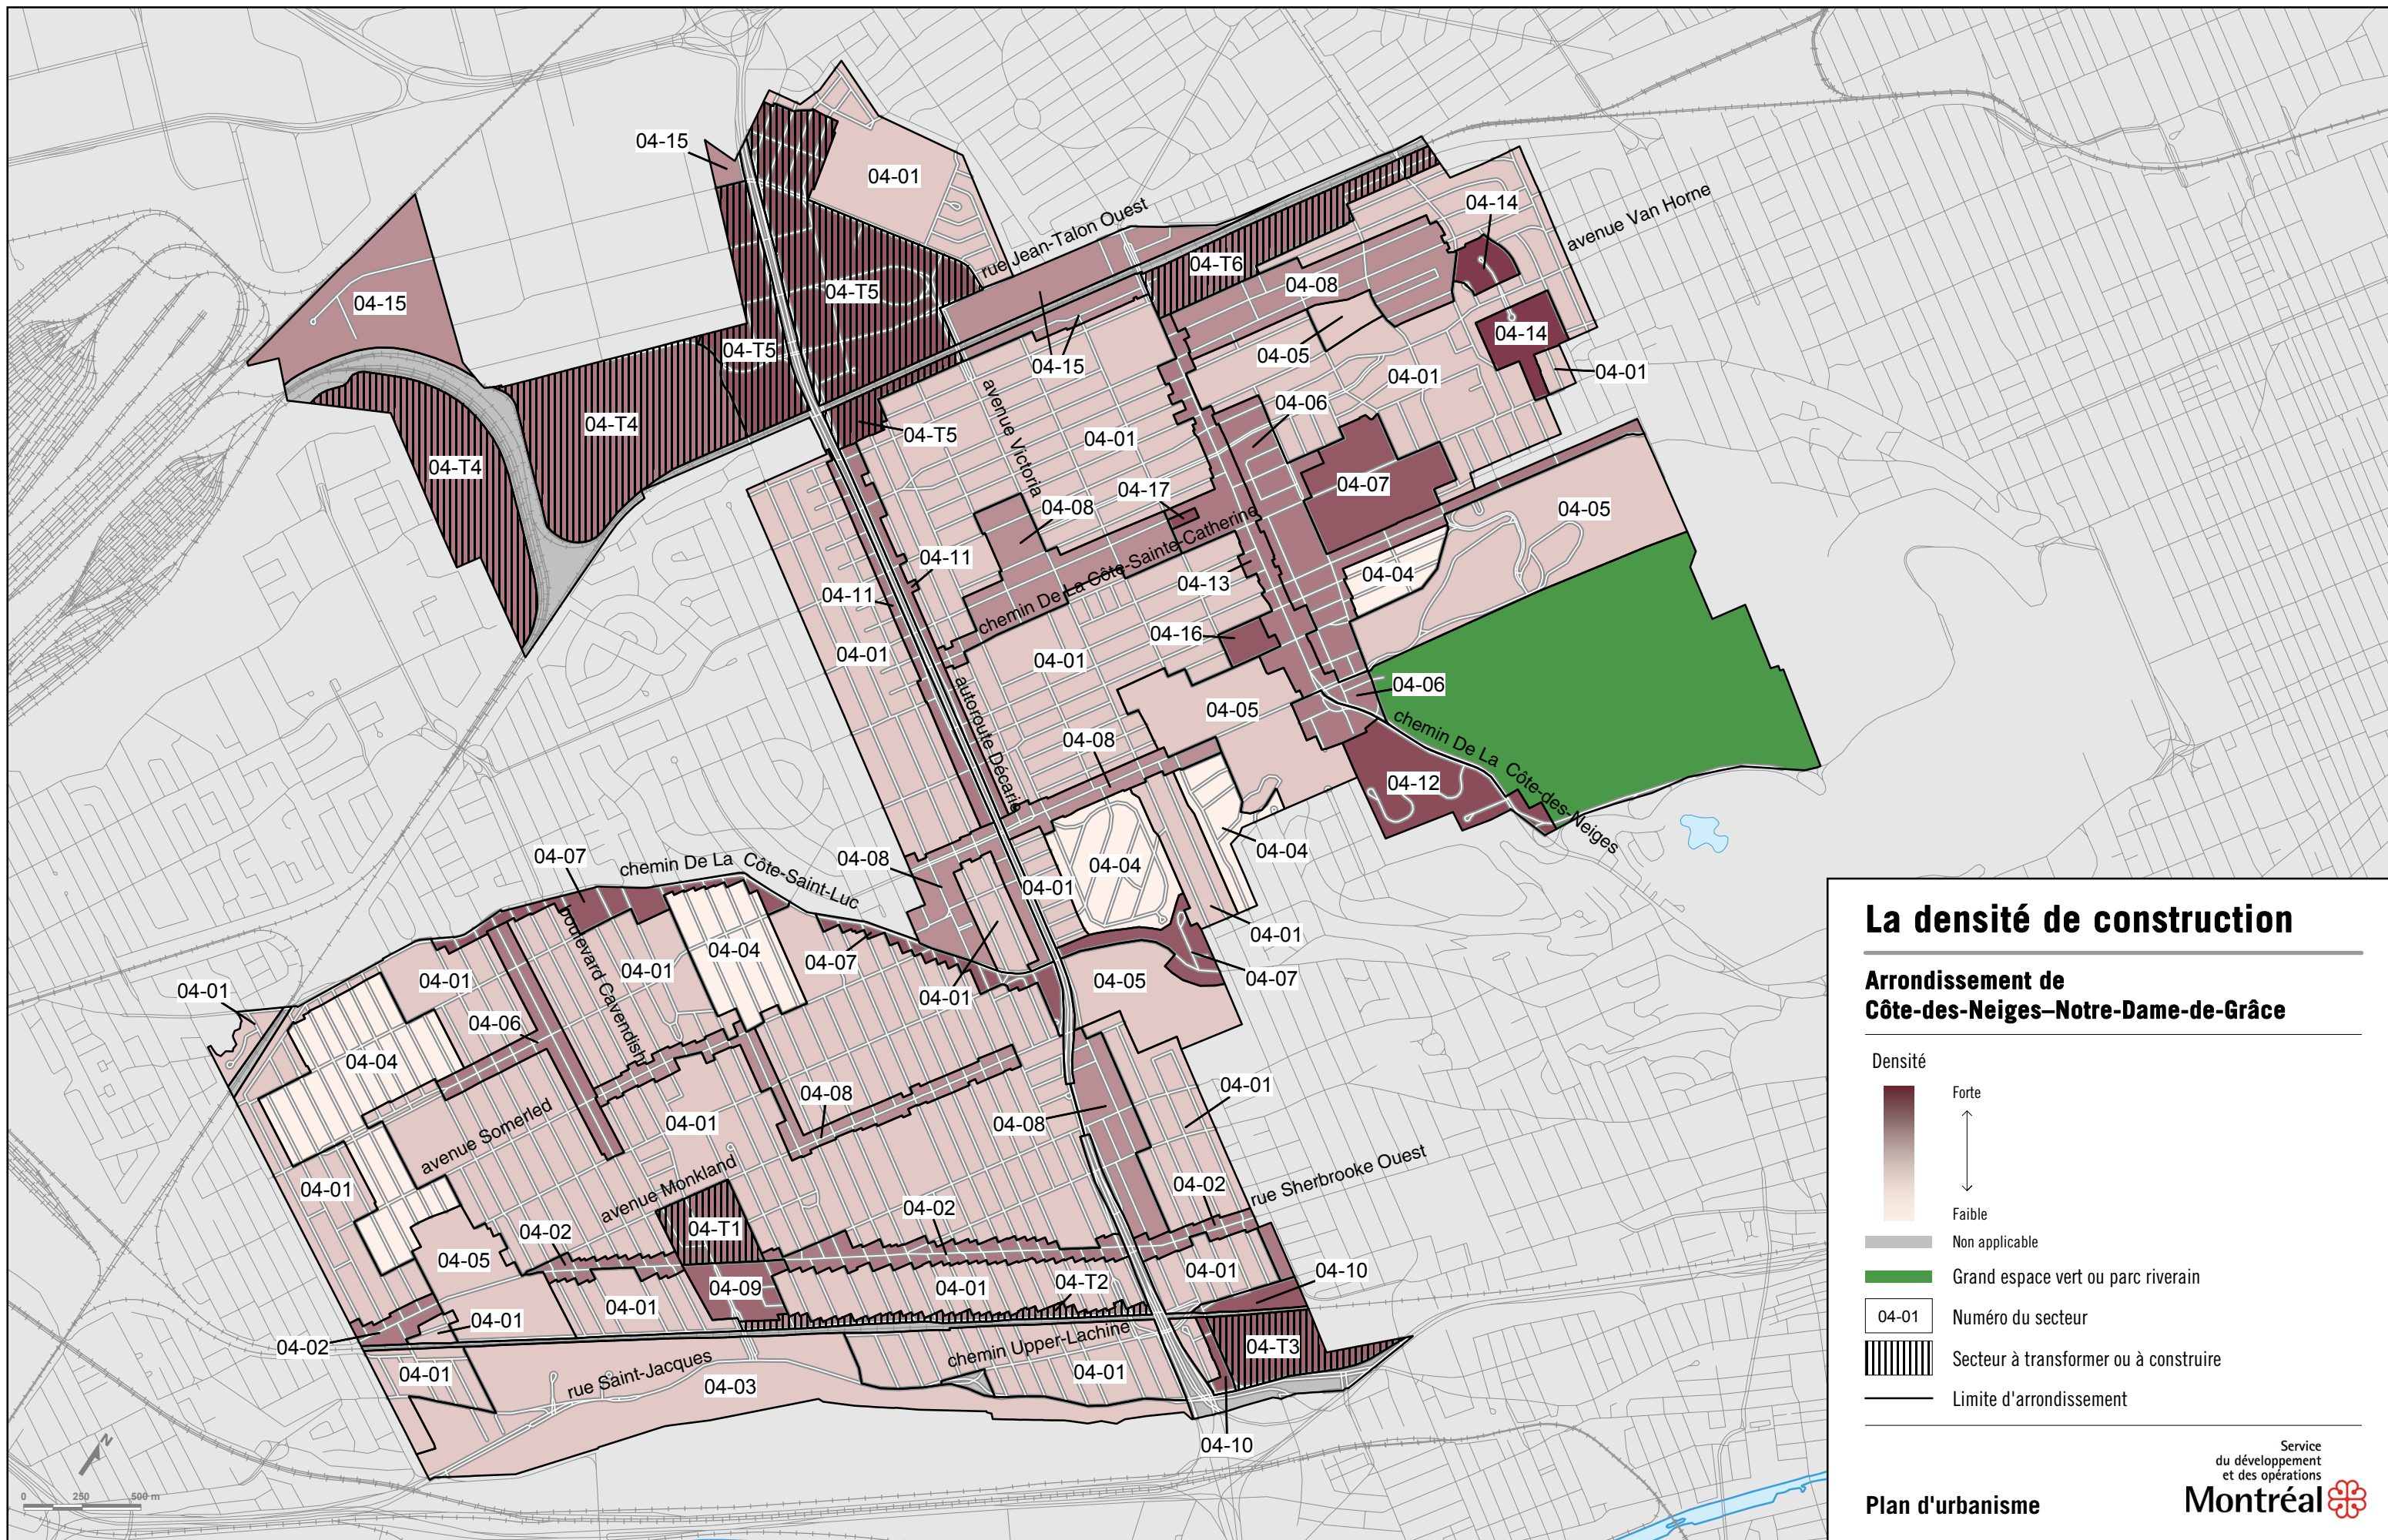 04-15
04-01
rue Jean-Talon Ouest
04-14
avenue Van Horne
04-T6
04-08
04-15
04-T5
04-14
04-T5
04-05
04-15
04-01
04-01
04-06
04-T4
04-T5
avenue Victoria
04-01
04-T4
04-17
04-07
04-08
04-05
04-11
chemin De La Côte-Sainte-Catherine
04-11
04-13
04-04
04-16
04-01
04-01
04-06
04-05
autoroute Décarie
04-08
chemin De La Côte-des-Neiges
04-12
04-07
chemin De La Côte-Saint-Luc
04-08
04-04
04-04
04-01
boulevard Cavendish
04-04
04-01
04-07
04-01
04-01
04-05
04-07
04-01
04-01
04-06
04-04
04-01
04-08
04-01
04-08
avenue Somerled
04-01
04-02
rue Sherbrooke Ouest
avenue Monkland
04-02
04-T1
04-02
04-05
04-01
04-10
04-T2
04-09
04-01
04-01
04-01
04-02
chemin Upper-Lachine
04-T3
04-01
rue Saint-Jacques
04-03
04-01
04-10
N
0 250 500 m
La densité de construction
Arrondissement de
Côte-des-Neiges–Notre-Dame-de-Grâce
Densité
Forte
Faible
Non applicable
Grand espace vert ou parc riverain
04-01 Numéro du secteur
Secteur à transformer ou à construire
Limite d'arrondissement
Service
du développement
et des opérations
Plan d'urbanisme
Montréal